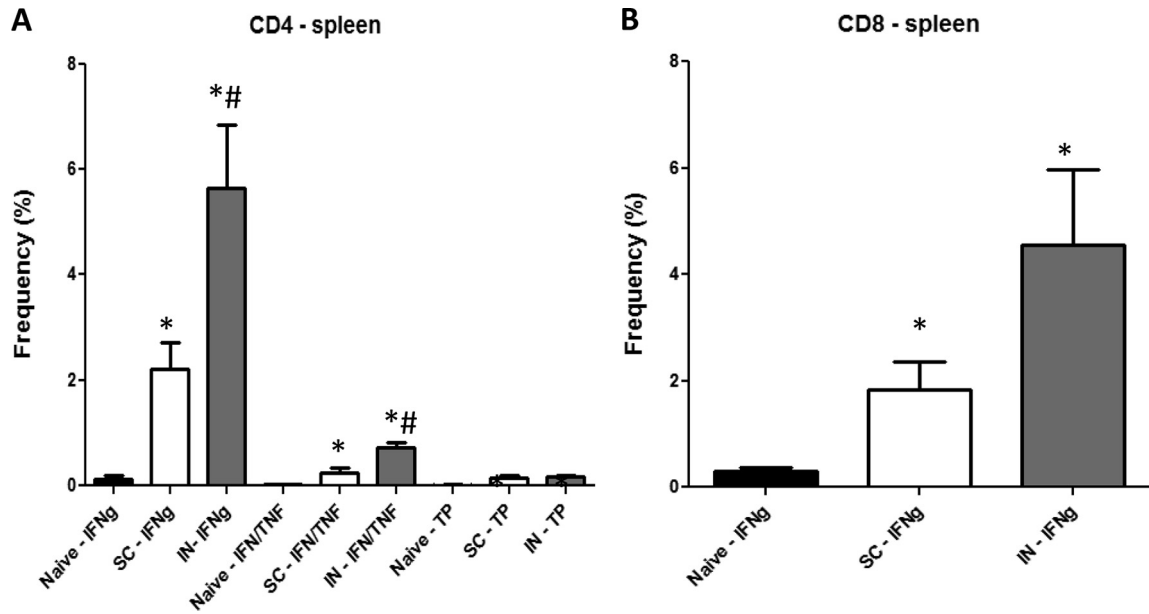 A
CD4 - spleen
Frequency (%)
8
6
4
2
0
*
*#
*
*#
*
*
Naive - IFNg
SC - IFNg
IN- IFNg
Naive - IFN/TNF
SC - IFN/TNF
IN - IFN/TNF
Naive - TP
SC - TP
IN - TP
B
CD8 - spleen
Frequency (%)
8
6
4
2
0
*
*
Naive - IFNg
SC - IFNg
IN - IFNg